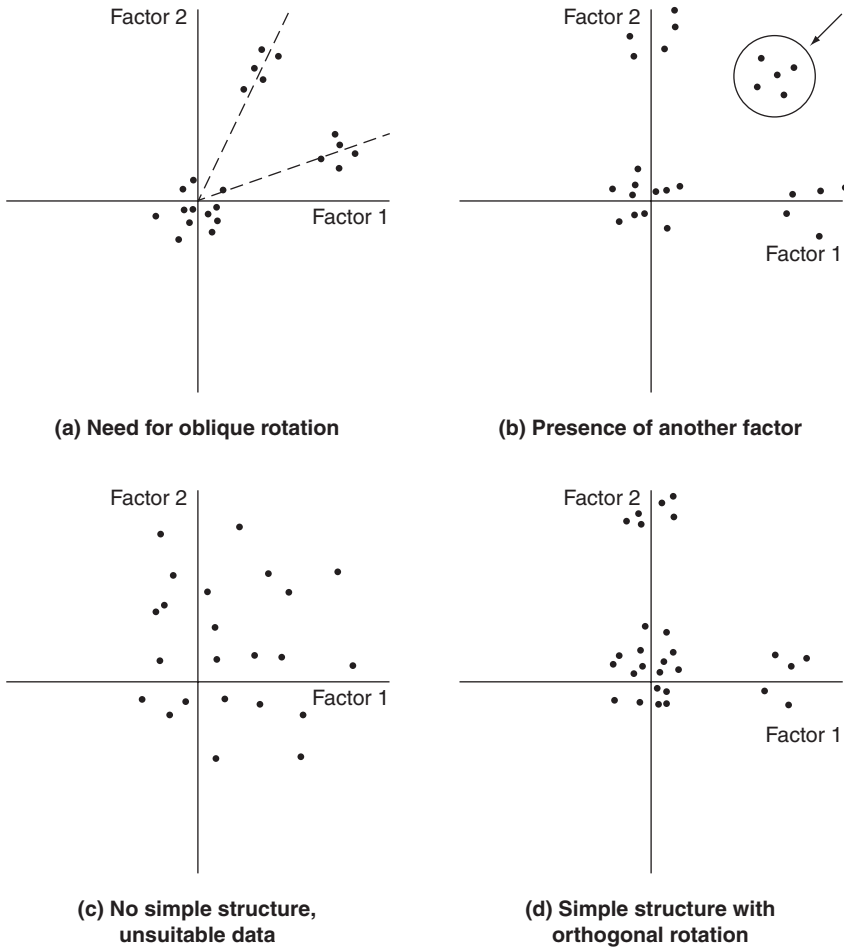 Factor 2
Factor 1
(a) Need for oblique rotation
Factor 2
Factor 1
(b) Presence of another factor
Factor 2
Factor 1
(c) No simple structure,
unsuitable data
Factor 2
Factor 1
(d) Simple structure with
orthogonal rotation